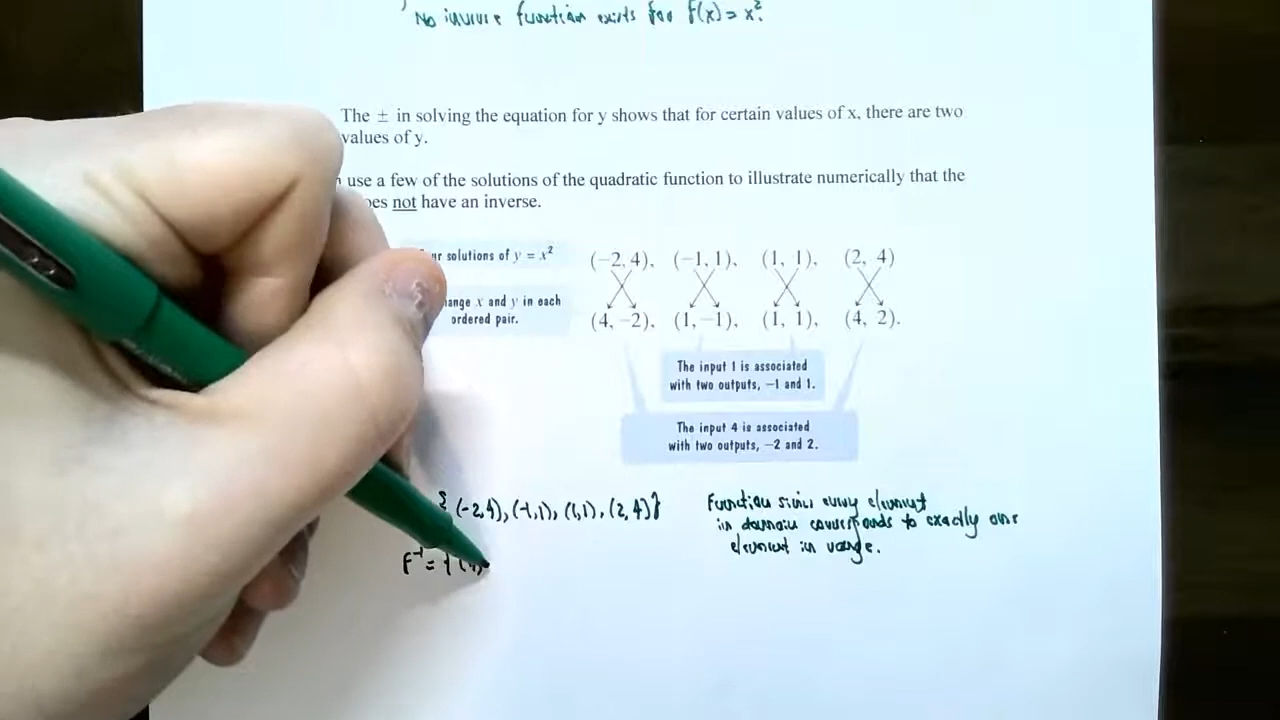 No inverse function exists for f(x) = x².
The ± in solving the equation for y shows that for certain values of x, there are two
values of y.
use a few of the solutions of the quadratic function to illustrate numerically that the
not have an inverse.
solutions of y = x²
(−2, 4), (−1, 1), (1, 1), (2, 4)
x and y in each
ordered pair.
(4, −2), (1, −1), (1, 1), (4, 2).
The input 1 is associated
with two outputs, −1 and 1.
The input 4 is associated
with two outputs, −2 and 2.
{(-2,4),(-1,1),(1,1),(2,4)}
Function since every element
in domain corresponds to exactly one
element in range.
F⁻¹ = {(4,